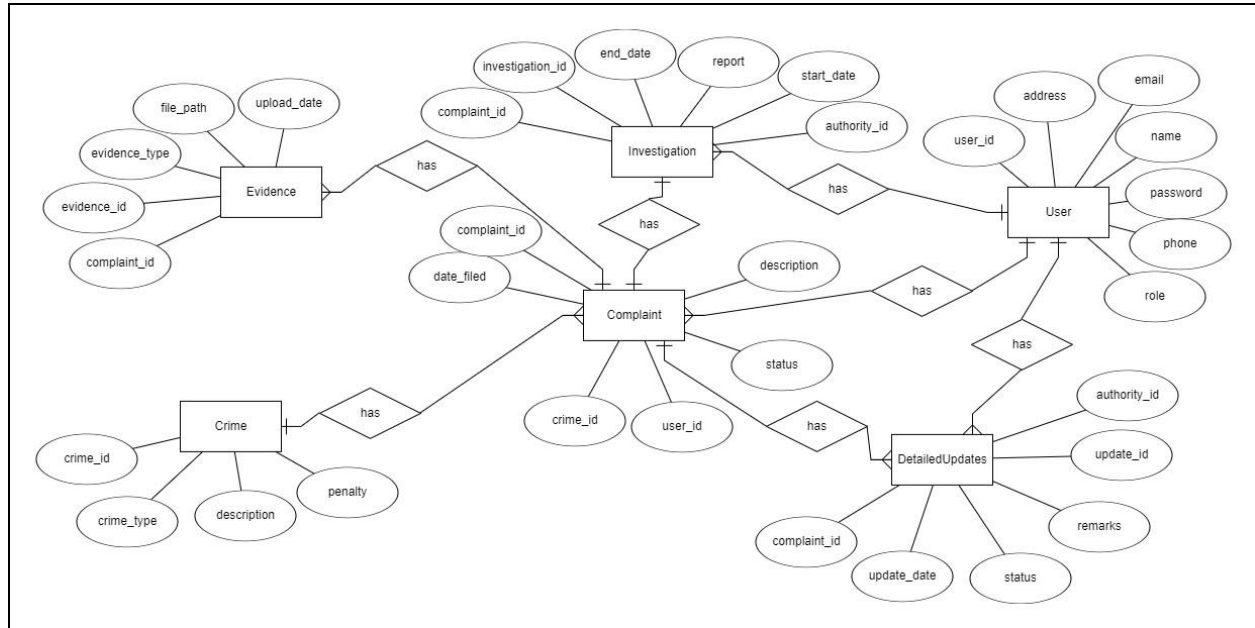 end_date
investigation_id
report
start_date
complaint_id
authority_id
Investigation
file_path
upload_date
evidence_type
evidence_id
complaint_id
Evidence
has
has
has
address
email
user_id
name
password
phone
role
User
complaint_id
date_filed
description
Complaint
has
status
crime_id
user_id
has
Crime
has
crime_id
crime_type
description
penalty
has
authority_id
DetailedUpdates
update_id
remarks
complaint_id
update_date
status